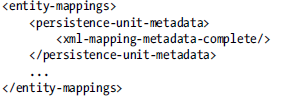 <entity-mappings>
    <persistence-unit-metadata>
        <xml-mapping-metadata-complete/>
    </persistence-unit-metadata>
    ...
</entity-mappings>